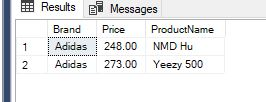 Results Messages
Brand Price ProductName
1 Adidas 248.00 NMD Hu
2 Adidas 273.00 Yeezy 500